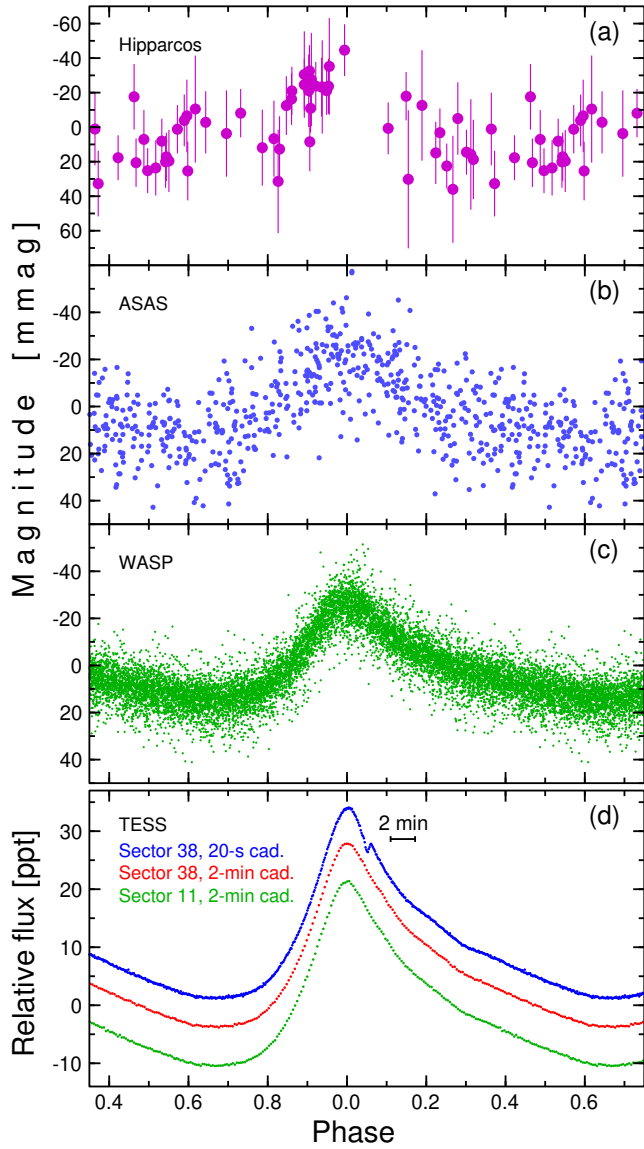 Hipparcos
(a)
-60
-40
-20
0
20
40
60
ASAS
(b)
-40
-20
0
20
40
WASP
(c)
-40
-20
0
20
40
Magnitude [mmag]
TESS
(d)
Sector 38, 20-s cad.
Sector 38, 2-min cad.
Sector 11, 2-min cad.
2 min
30
20
10
0
-10
Relative flux [ppt]
0.4 0.6 0.8 0.0 0.2 0.4 0.6
Phase